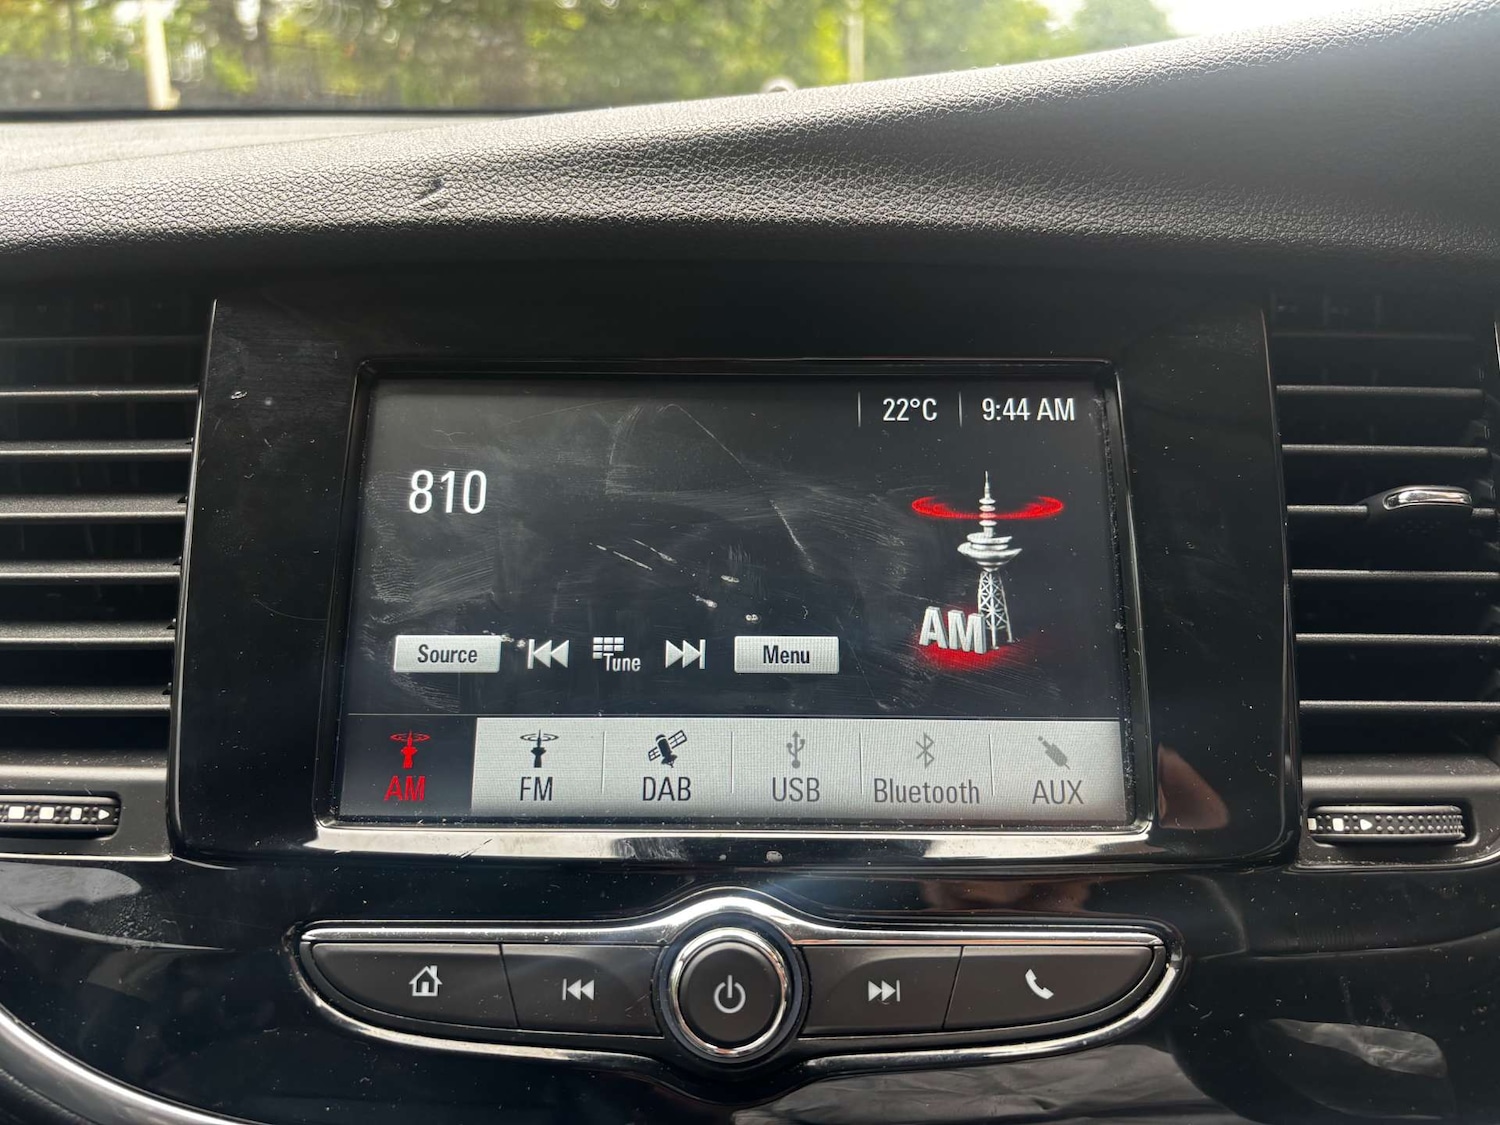 22°C 9:44 AM
810
AM
Source Tune Menu
AM FM DAB USB Bluetooth AUX